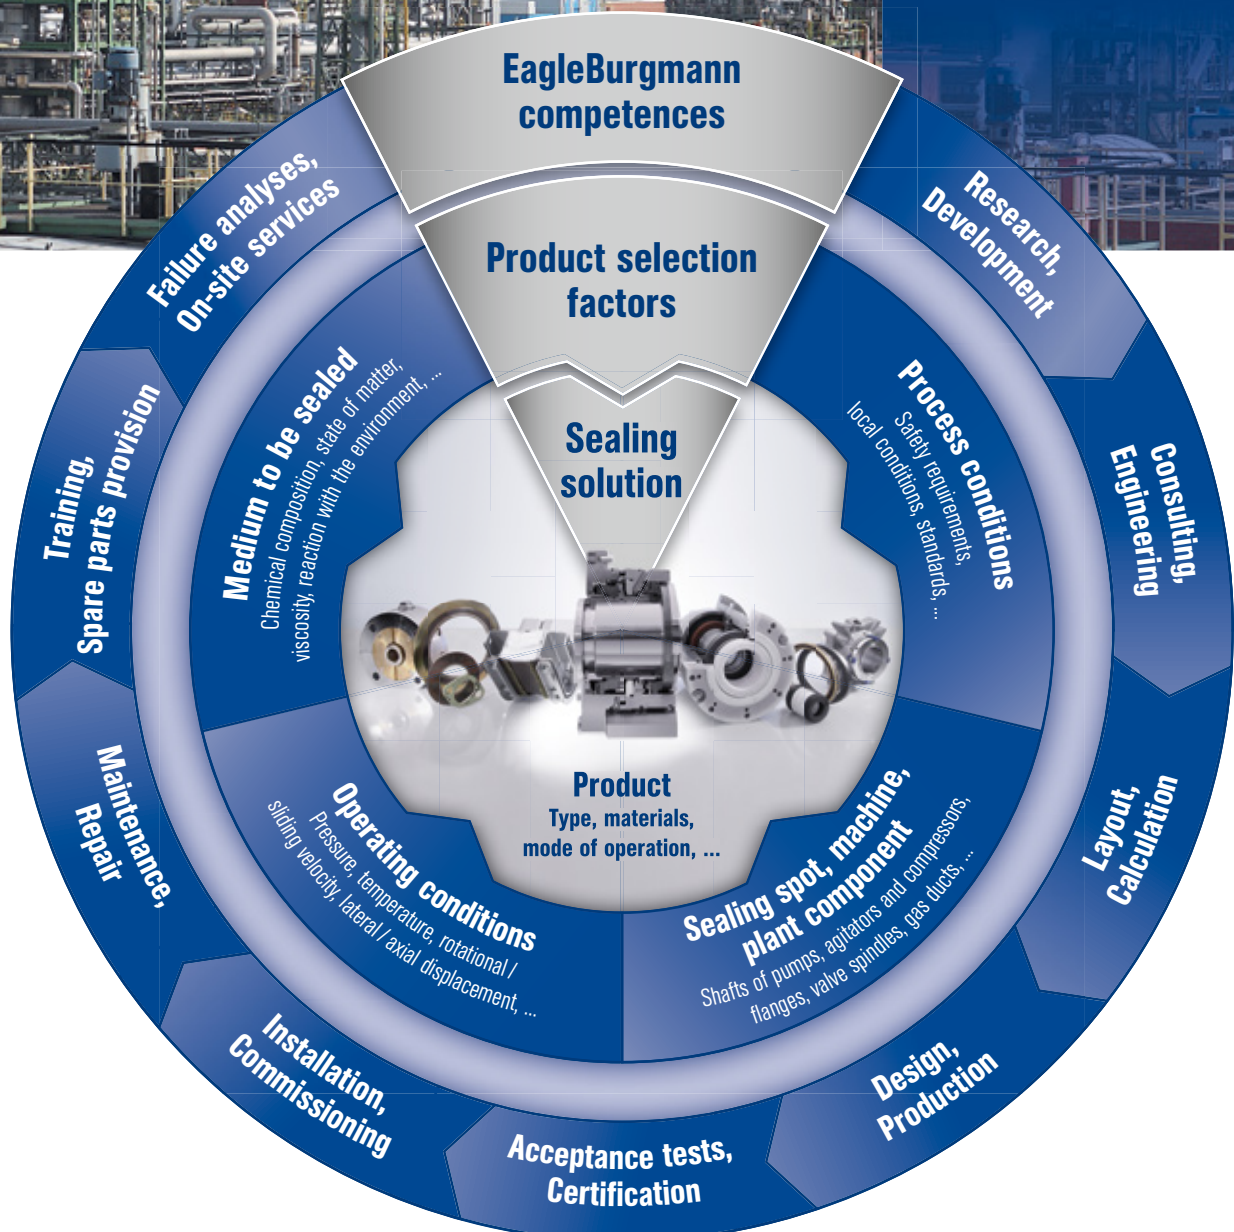 EagleBurgmann
competences
Product selection
factors
Sealing
solution
Research,
Development
Consulting,
Engineering
Layout,
Calculation
Design,
Production
Acceptance tests,
Certification
Installation,
Commissioning
Maintenance,
Repair
Training,
Spare parts provision
Failure analyses,
On-site services
Process conditions
Safety requirements,
local conditions, standards, ...
Sealing spot, machine,
plant component
Shafts of pumps, agitators and compressors,
flanges, valve spindles, gas ducts, ...
Operating conditions
Pressure, temperature, rotational /
sliding velocity, lateral / axial displacement, ...
Medium to be sealed
Chemical composition, state of matter,
viscosity, reaction with the environment, ...
Product
Type, materials,
mode of operation, ...